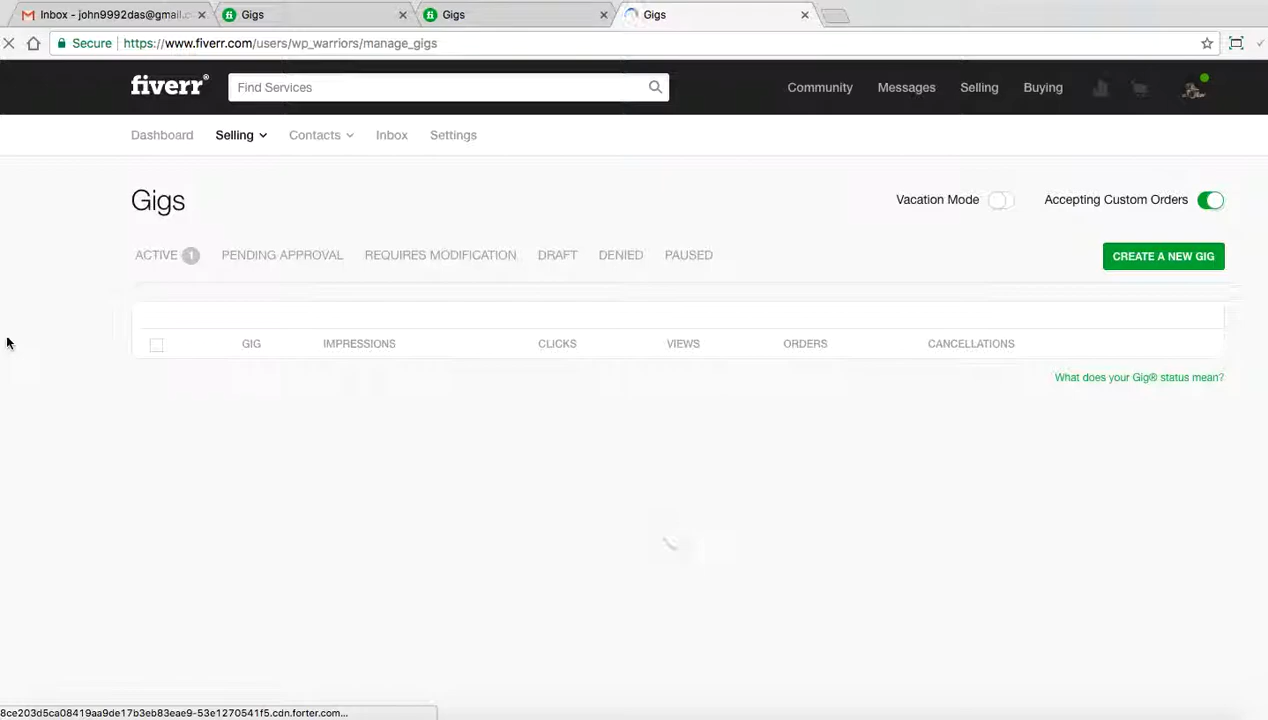 Inbox - john9992das@gmail.c
Gigs
Gigs
Gigs
Secure
https://www.fiverr.com/users/wp_warriors/manage_gigs
fiverr®
Find Services
Community
Messages
Selling
Buying
Dashboard
Selling
Contacts
Inbox
Settings
Gigs
Vacation Mode
Accepting Custom Orders
ACTIVE 1
PENDING APPROVAL
REQUIRES MODIFICATION
DRAFT
DENIED
PAUSED
CREATE A NEW GIG
GIG
IMPRESSIONS
CLICKS
VIEWS
ORDERS
CANCELLATIONS
What does your Gig® status mean?
8ce203d5ca08419aa9de17b3eb83eae9-53e1270541f5.cdn.forter.com...